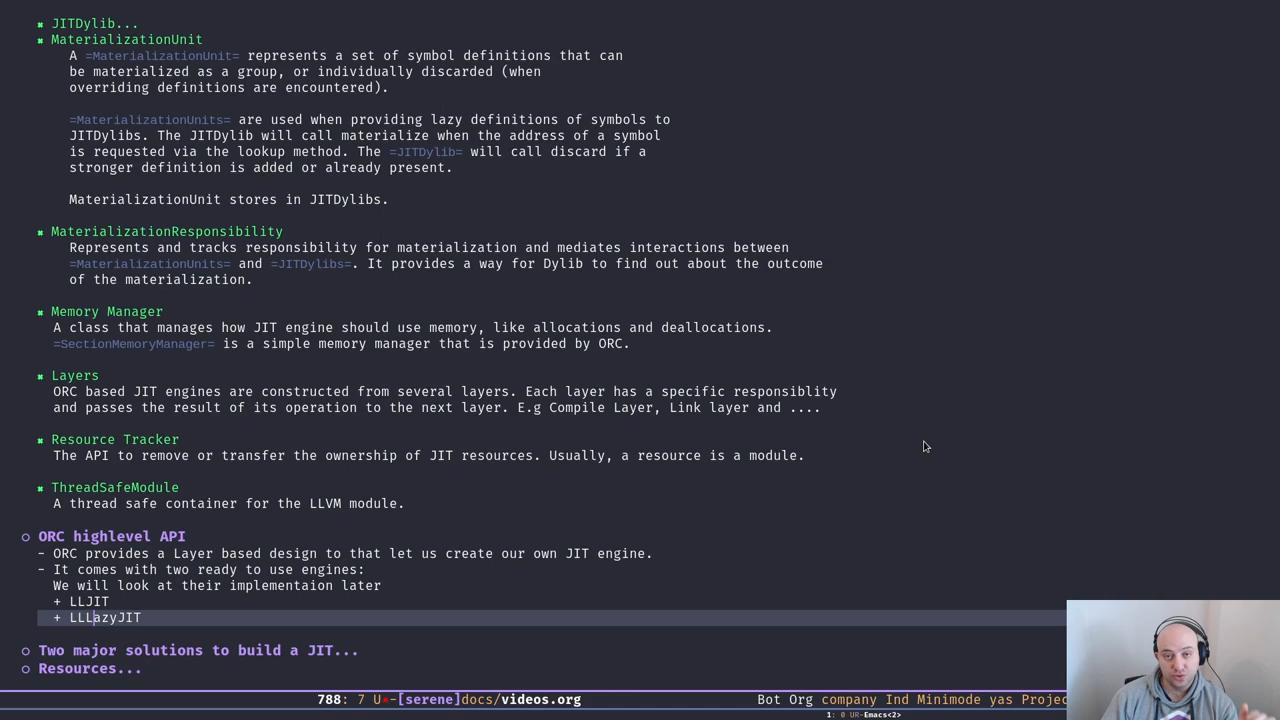 JITDylib...
MaterializationUnit
A =MaterializationUnit= represents a set of symbol definitions that can
be materialized as a group, or individually discarded (when
overriding definitions are encountered).
=MaterializationUnits= are used when providing lazy definitions of symbols to
JITDylibs. The JITDylib will call materialize when the address of a symbol
is requested via the lookup method. The =JITDylib= will call discard if a
stronger definition is added or already present.
MaterializationUnit stores in JITDylibs.
MaterializationResponsibility
Represents and tracks responsibility for materialization and mediates interactions between
=MaterializationUnits= and =JITDylibs=. It provides a way for Dylib to find out about the outcome
of the materialization.
Memory Manager
A class that manages how JIT engine should use memory, like allocations and deallocations.
=SectionMemoryManager= is a simple memory manager that is provided by ORC.
Layers
ORC based JIT engines are constructed from several layers. Each layer has a specific responsiblity
and passes the result of its operation to the next layer. E.g Compile Layer, Link layer and ....
Resource Tracker
The API to remove or transfer the ownership of JIT resources. Usually, a resource is a module.
ThreadSafeModule
A thread safe container for the LLVM module.
ORC highlevel API
- ORC provides a Layer based design to that let us create our own JIT engine.
- It comes with two ready to use engines:
We will look at their implementaion later
+ LLJIT
+ LLLazyJIT
Two major solutions to build a JIT...
Resources...
788: 7 U*-[serene]docs/videos.org Bot Org company Ind Minimode yas Projec
1: 0 UR-Emacs<2>